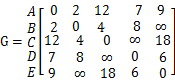 A 0 2 12 7 9
B 2 0 4 8 ∞
G = C 12 4 0 ∞ 18
D 7 8 ∞ 0 6
E 9 ∞ 18 6 0